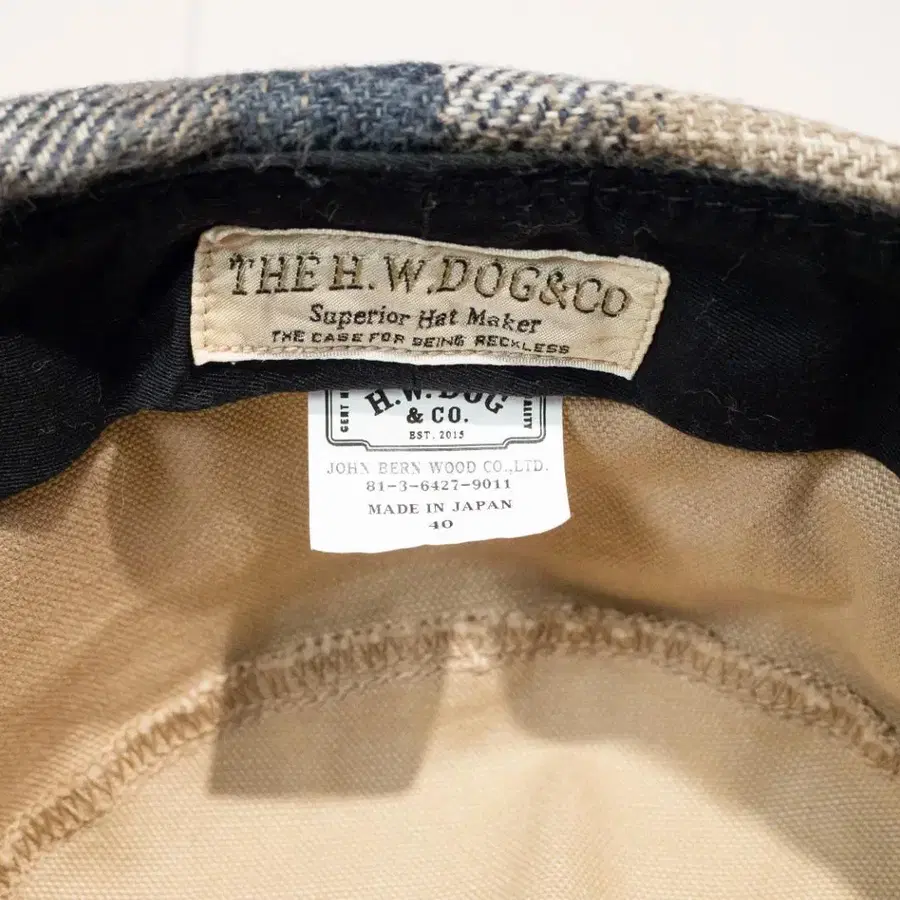 THE H.W.DOG&CO
Superior Hat Maker
THE CASE FOR BEING RECKLESS
H.W.DOG
& CO.
EST. 2015
JOHN BERN WOOD CO.,LTD.
81-3-6427-9011
MADE IN JAPAN
40